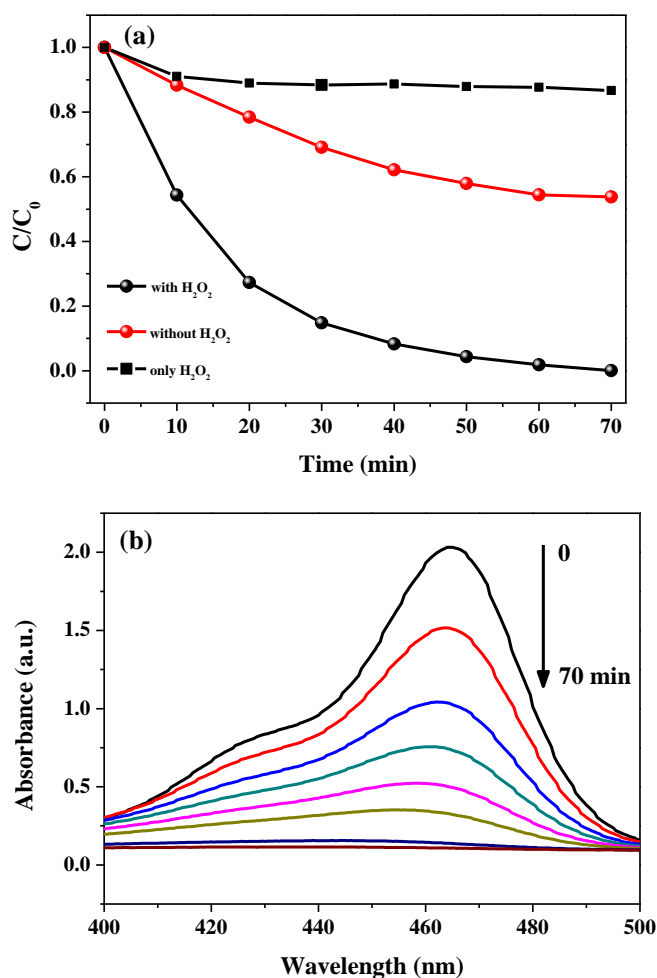 (a)
1.0
0.8
0.6
0.4
0.2
0.0
C/C₀
with H₂O₂
without H₂O₂
only H₂O₂
0 10 20 30 40 50 60 70
Time (min)
(b)
0
70 min
2.0
1.5
1.0
0.5
0.0
Absorbance (a.u.)
400 420 440 460 480 500
Wavelength (nm)